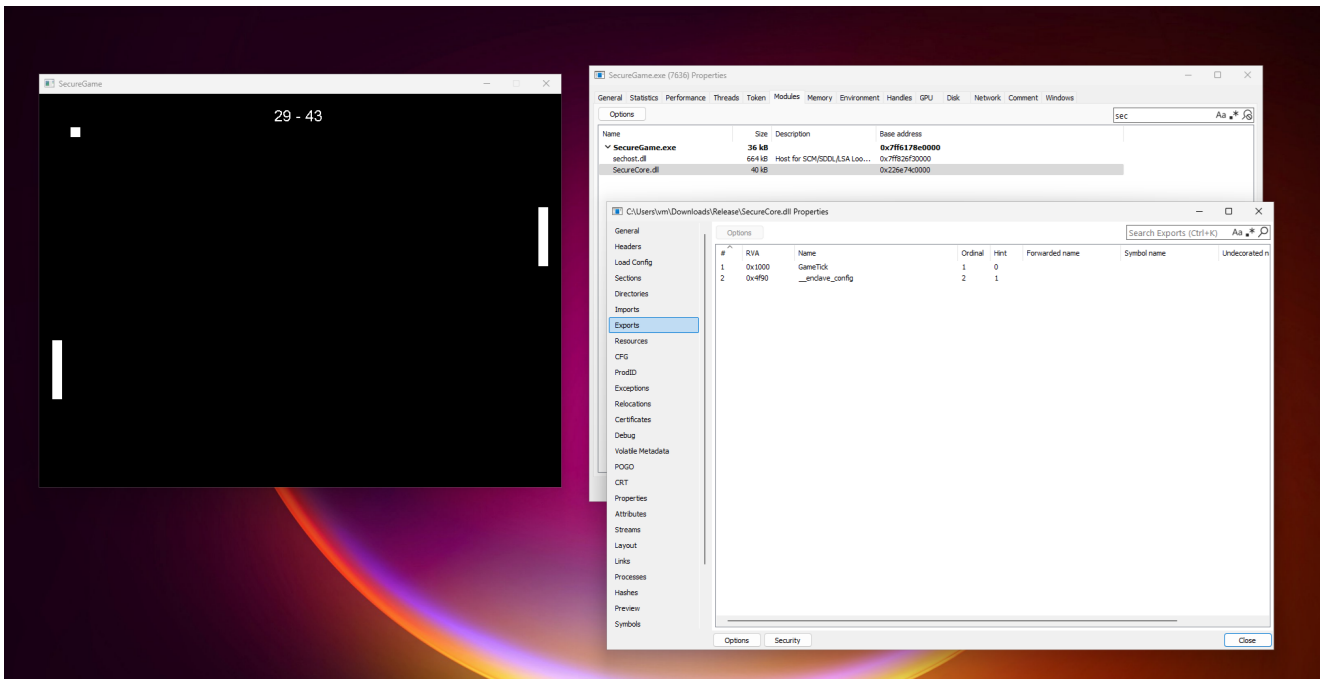 SecureGame
29 - 43
SecureGame.exe (7636) Properties
General Statistics Performance Threads Token Modules Memory Environment Handles GPU Disk Network Comment Windows
Options sec Aa
Name Size Description Base address
SecureGame.exe 36 kB 0x7ff6178e0000
sechost.dll 664 kB Host for SCM/SDDL/LSA Loo... 0x7ff826f30000
SecureCore.dll 40 kB 0x226e74c0000
C:\Users\vm\Downloads\Release\SecureCore.dll Properties
General
Headers
Load Config
Sections
Directories
Imports
Exports
Resources
CFG
ProdID
Exceptions
Relocations
Certificates
Debug
Volatile Metadata
POGO
CRT
Properties
Attributes
Streams
Layout
Links
Processes
Hashes
Preview
Symbols
Options Search Exports (Ctrl+K) Aa
# RVA Name Ordinal Hint Forwarded name Symbol name Undecorated n
1 0x1000 GameTick 1 0
2 0x4f90 __enclave_config 2 1
Options Security Close